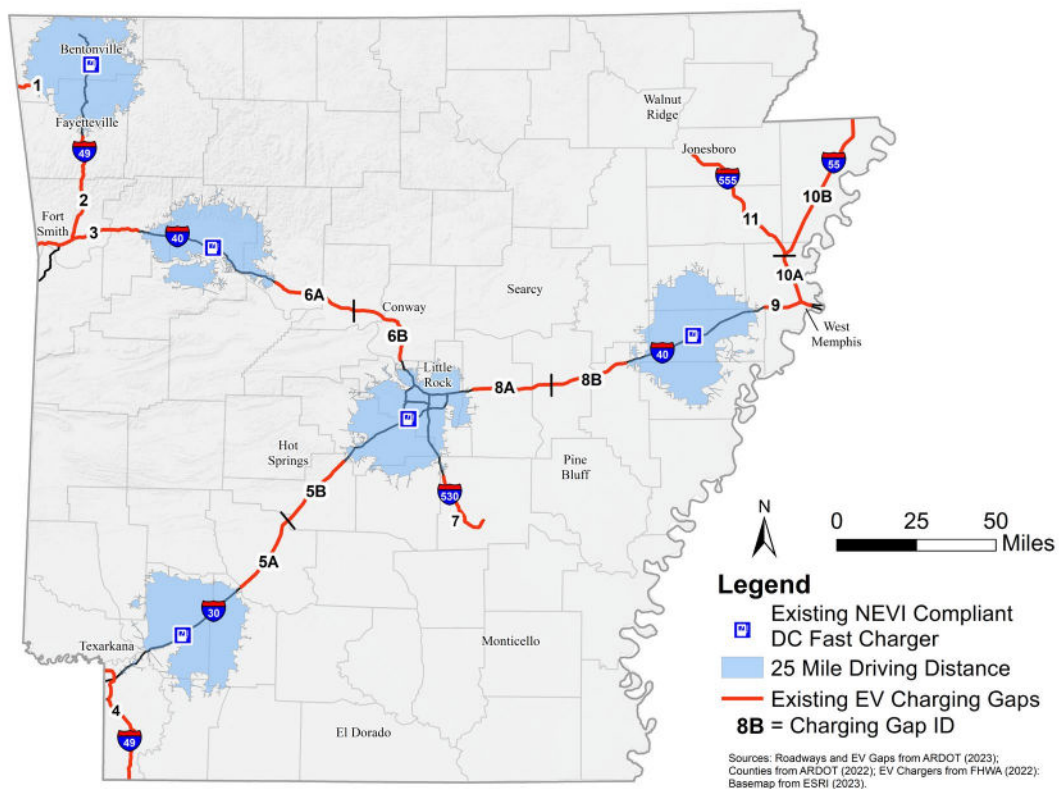 Bentonville
1
Fayetteville
49
2
Fort
Smith
3
40
6A
Conway
6B
Searcy
Walnut
Ridge
Jonesboro
555
55
11
10B
10A
9
West
Memphis
40
Little
Rock
8A
8B
Hot
Springs
5B
Pine
Bluff
530
7
5A
30
Texarkana
4
49
Monticello
El Dorado
N
0 25 50
Miles
Legend
Existing NEVI Compliant
DC Fast Charger
25 Mile Driving Distance
Existing EV Charging Gaps
8B = Charging Gap ID
Sources: Roadways and EV Gaps from ARDOT (2023);
Counties from ARDOT (2022); EV Chargers from FHWA (2022):
Basemap from ESRI (2023).